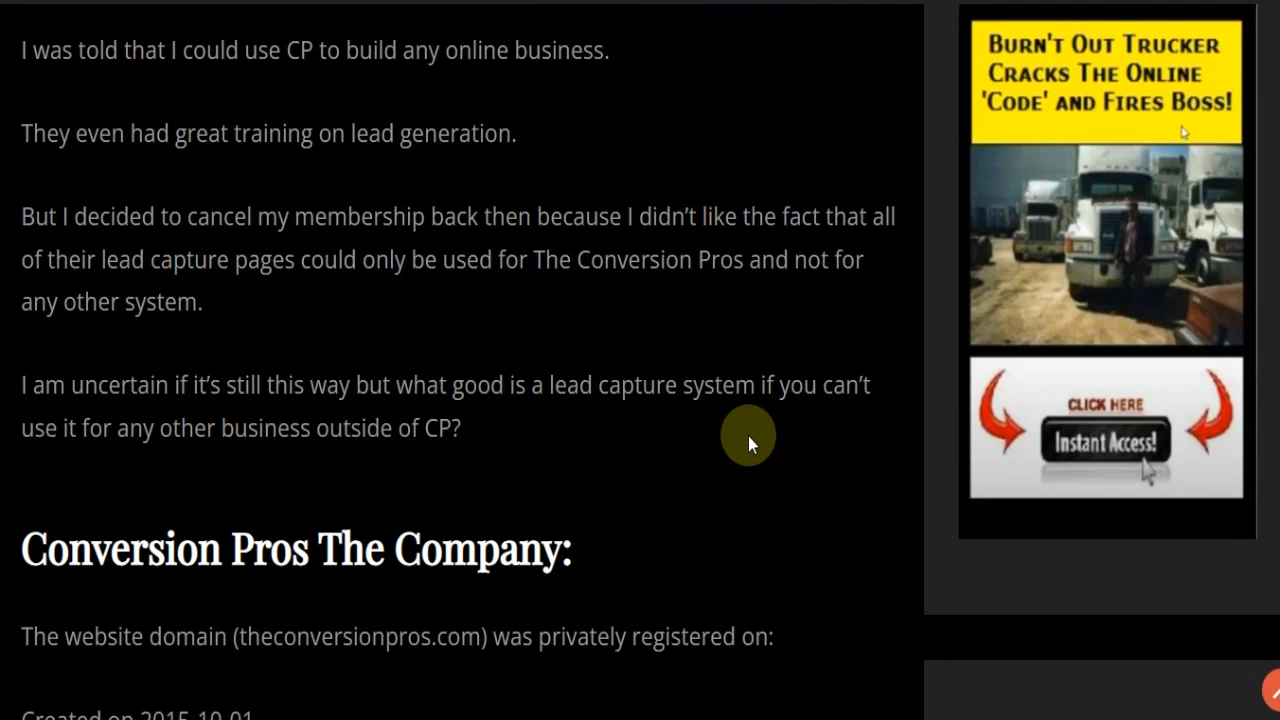 I was told that I could use CP to build any online business.
They even had great training on lead generation.
But I decided to cancel my membership back then because I didn’t like the fact that all
of their lead capture pages could only be used for The Conversion Pros and not for
any other system.
I am uncertain if it’s still this way but what good is a lead capture system if you can’t
use it for any other business outside of CP?
Conversion Pros The Company:
The website domain (theconversionpros.com) was privately registered on:
Created on 2015-10-01
Burn't Out Trucker
Cracks The Online
'Code' and Fires Boss!
CLICK HERE
Instant Access!